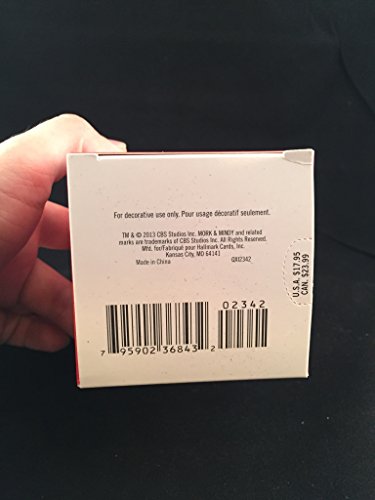 For decorative use only. Pour usage décoratif seulement.
TM & © 2013 CBS Studios Inc. MORK & MINDY and related
marks are trademarks of CBS Studios Inc. All Rights Reserved.
Mfd. for/Fabriqué pour Hallmark Cards, Inc.
Kansas City, MO 64141
Made in China QXI2342
U.S.A. $17.95
CAN. $23.99
02342
7 95902 36843 2